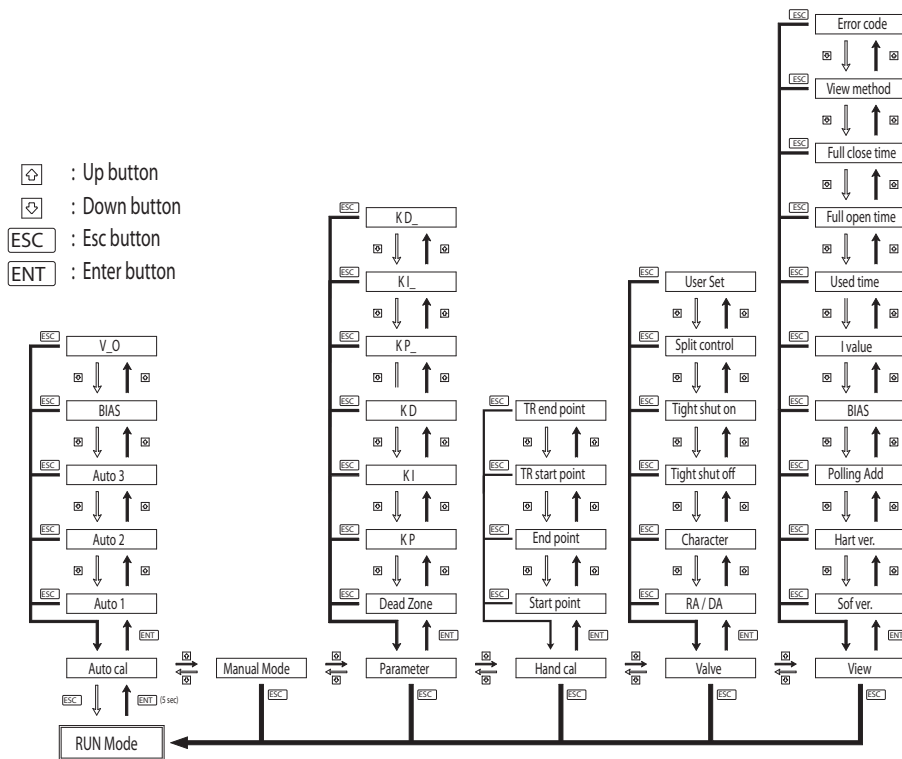 : Up button
: Down button
ESC : Esc button
ENT : Enter button
ESC V_O
ESC BIAS
ESC Auto 3
ESC Auto 2
ESC Auto 1
ENT
Auto cal
ESC ENT (5 sec)
RUN Mode
Manual Mode
ESC
ESC K D_
ESC K I_
ESC K P_
ESC K D
ESC K I
ESC K P
ESC Dead Zone
ENT
Parameter
ESC
ESC TR end point
ESC TR start point
ESC End point
ESC Start point
ENT
Hand cal
ESC
ESC User Set
ESC Split control
ESC Tight shut on
ESC Tight shut off
ESC Character
ESC RA / DA
ENT
Valve
ESC
ESC Error code
ESC View method
ESC Full close time
ESC Full open time
ESC Used time
ESC I value
ESC BIAS
ESC Polling Add
ESC Hart ver.
ESC Sof ver.
ENT
View
ESC